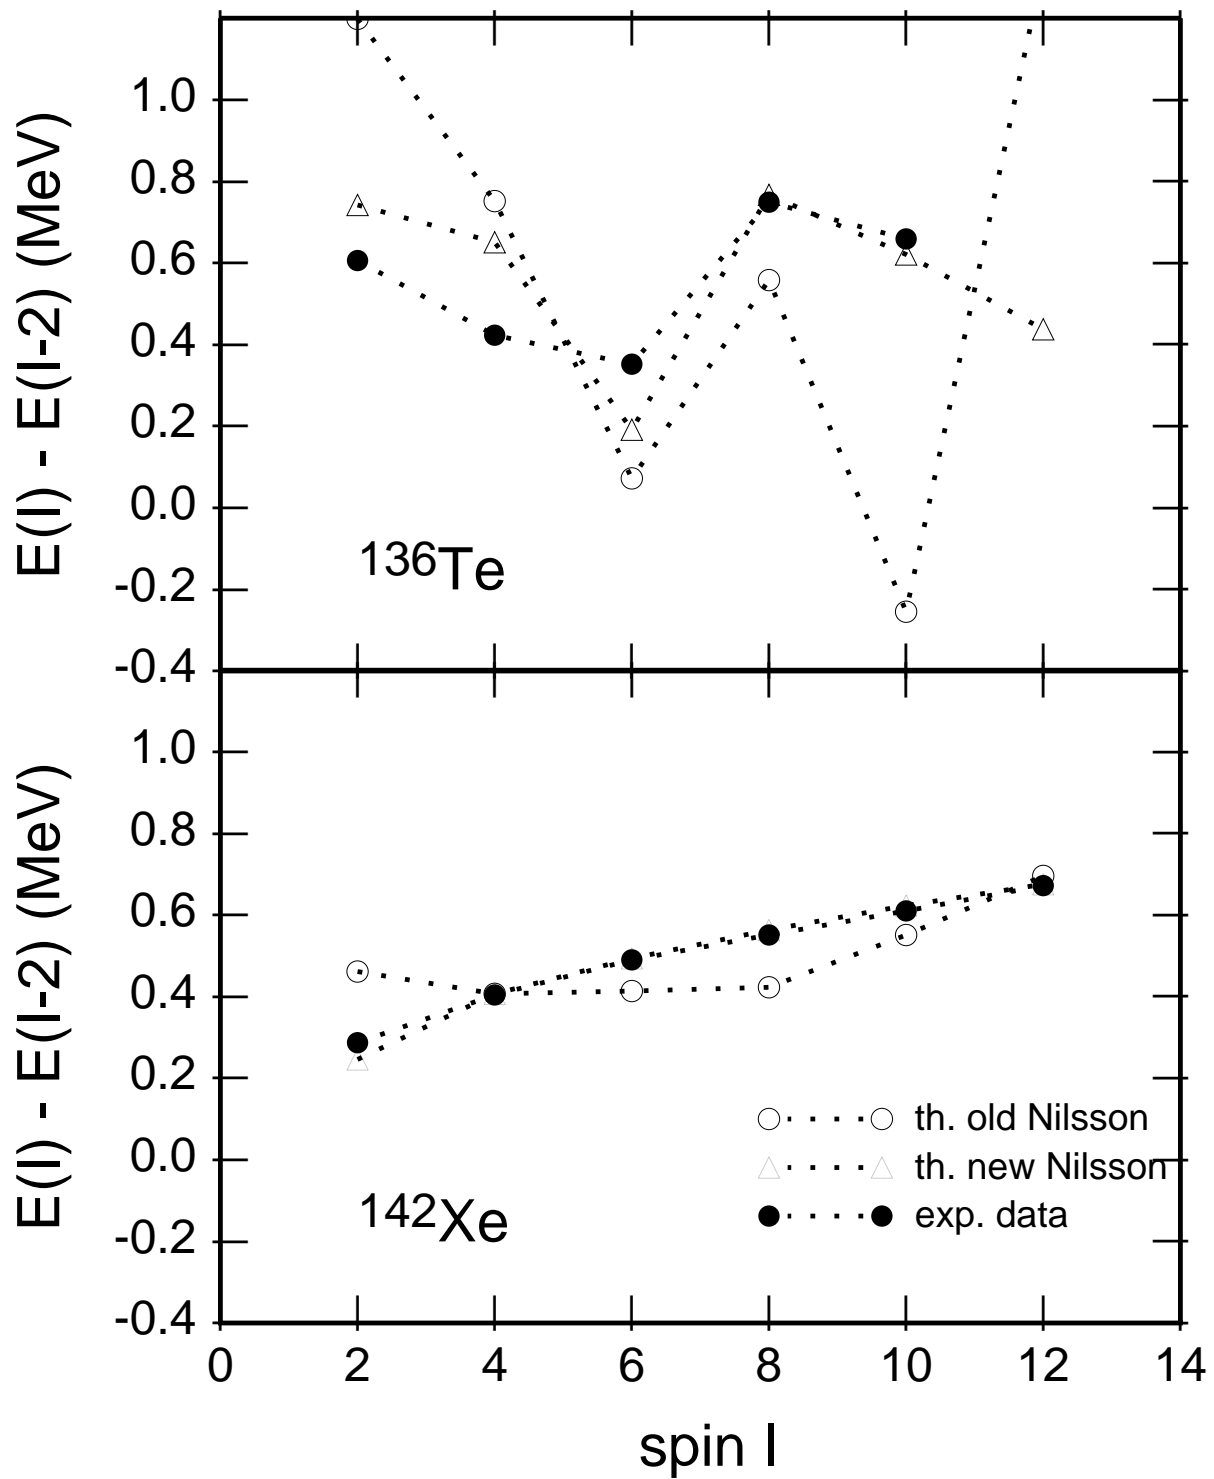 E(I) - E(I-2) (MeV)
1.0
0.8
0.6
0.4
0.2
0.0
-0.2
-0.4
136Te
E(I) - E(I-2) (MeV)
1.0
0.8
0.6
0.4
0.2
0.0
-0.2
-0.4
th. old Nilsson
th. new Nilsson
exp. data
142Xe
0 2 4 6 8 10 12 14
spin I